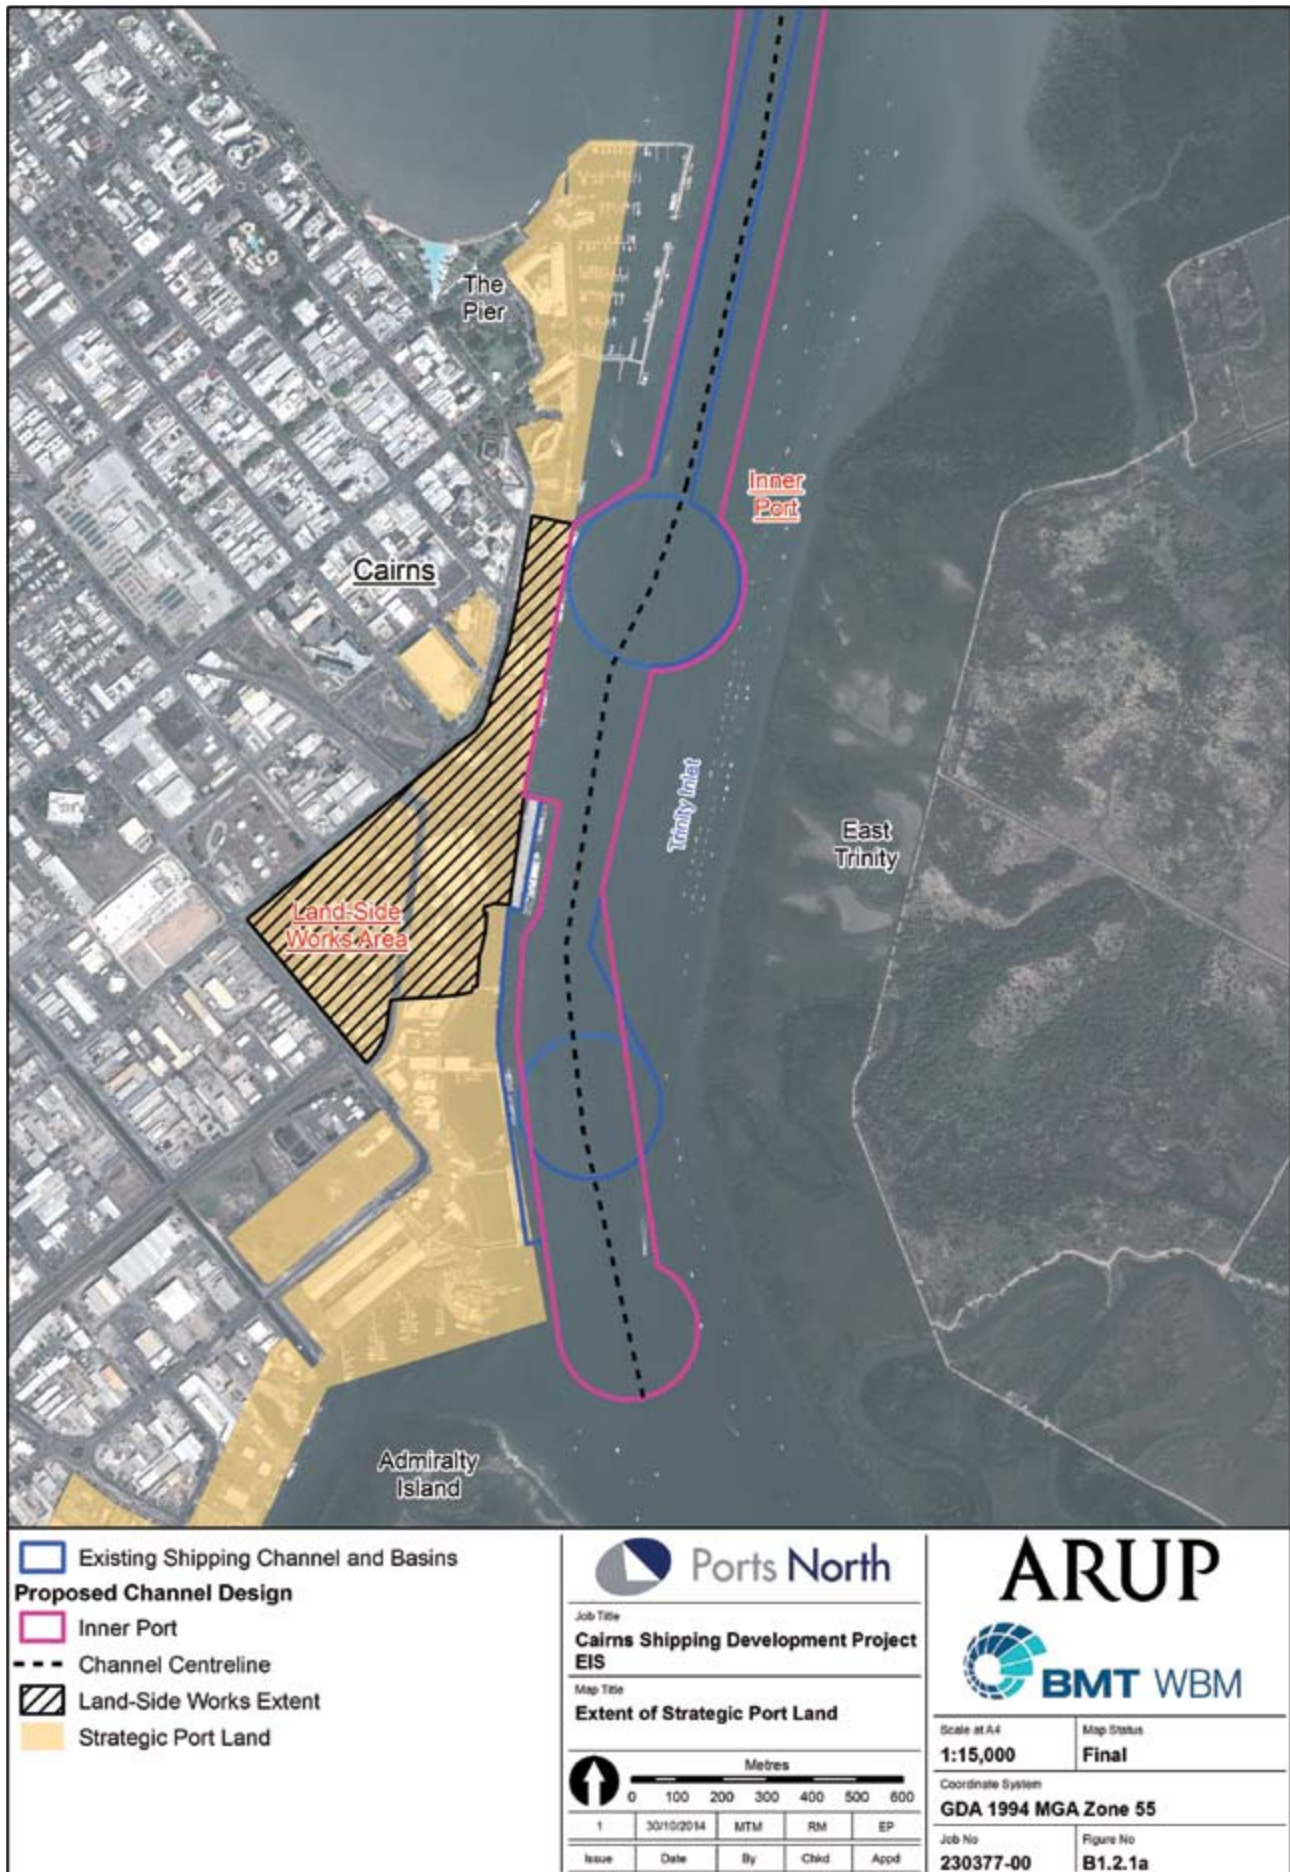 The
Pier
Inner
Port
Cairns
Trinity Inlet
East
Trinity
Land-Side
Works Area
Admiralty
Island
Existing Shipping Channel and Basins
Proposed Channel Design
Inner Port
Channel Centreline
Land-Side Works Extent
Strategic Port Land
Ports North
Job Title
Cairns Shipping Development Project
EIS
Map Title
Extent of Strategic Port Land
Metres
0 100 200 300 400 500 600
1 30/10/2014 MTM RM EP
Issue Date By Chkd Appd
ARUP
BMT WBM
Scale at A4 Map Status
1:15,000 Final
Coordinate System
GDA 1994 MGA Zone 55
Job No Figure No
230377-00 B1.2.1a